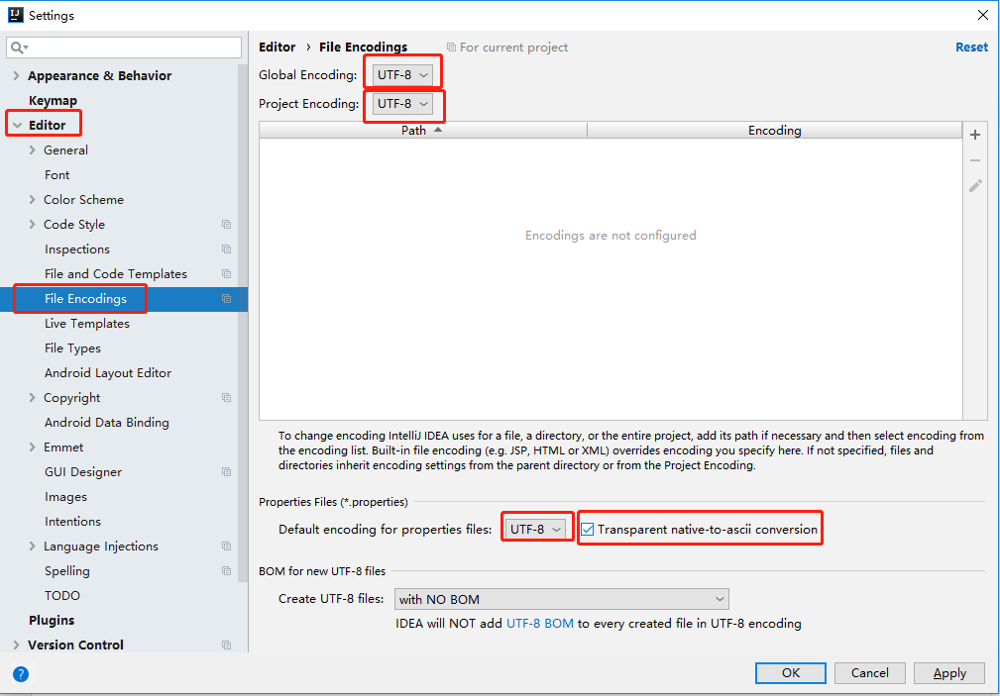 IJ Settings
Editor › File Encodings For current project Reset
Global Encoding: UTF-8
Project Encoding: UTF-8
Path Encoding
Encodings are not configured
To change encoding IntelliJ IDEA uses for a file, a directory, or the entire project, add its path if necessary and then select encoding from
the encoding list. Built-in file encoding (e.g. JSP, HTML or XML) overrides encoding you specify here. If not specified, files and
directories inherit encoding settings from the parent directory or from the Project Encoding.
Properties Files (*.properties)
Default encoding for properties files: UTF-8 Transparent native-to-ascii conversion
BOM for new UTF-8 files
Create UTF-8 files: with NO BOM
IDEA will NOT add UTF-8 BOM to every created file in UTF-8 encoding
Appearance & Behavior
Keymap
Editor
General
Font
Color Scheme
Code Style
Inspections
File and Code Templates
File Encodings
Live Templates
File Types
Android Layout Editor
Copyright
Android Data Binding
Emmet
GUI Designer
Images
Intentions
Language Injections
Spelling
TODO
Plugins
Version Control
? OK Cancel Apply